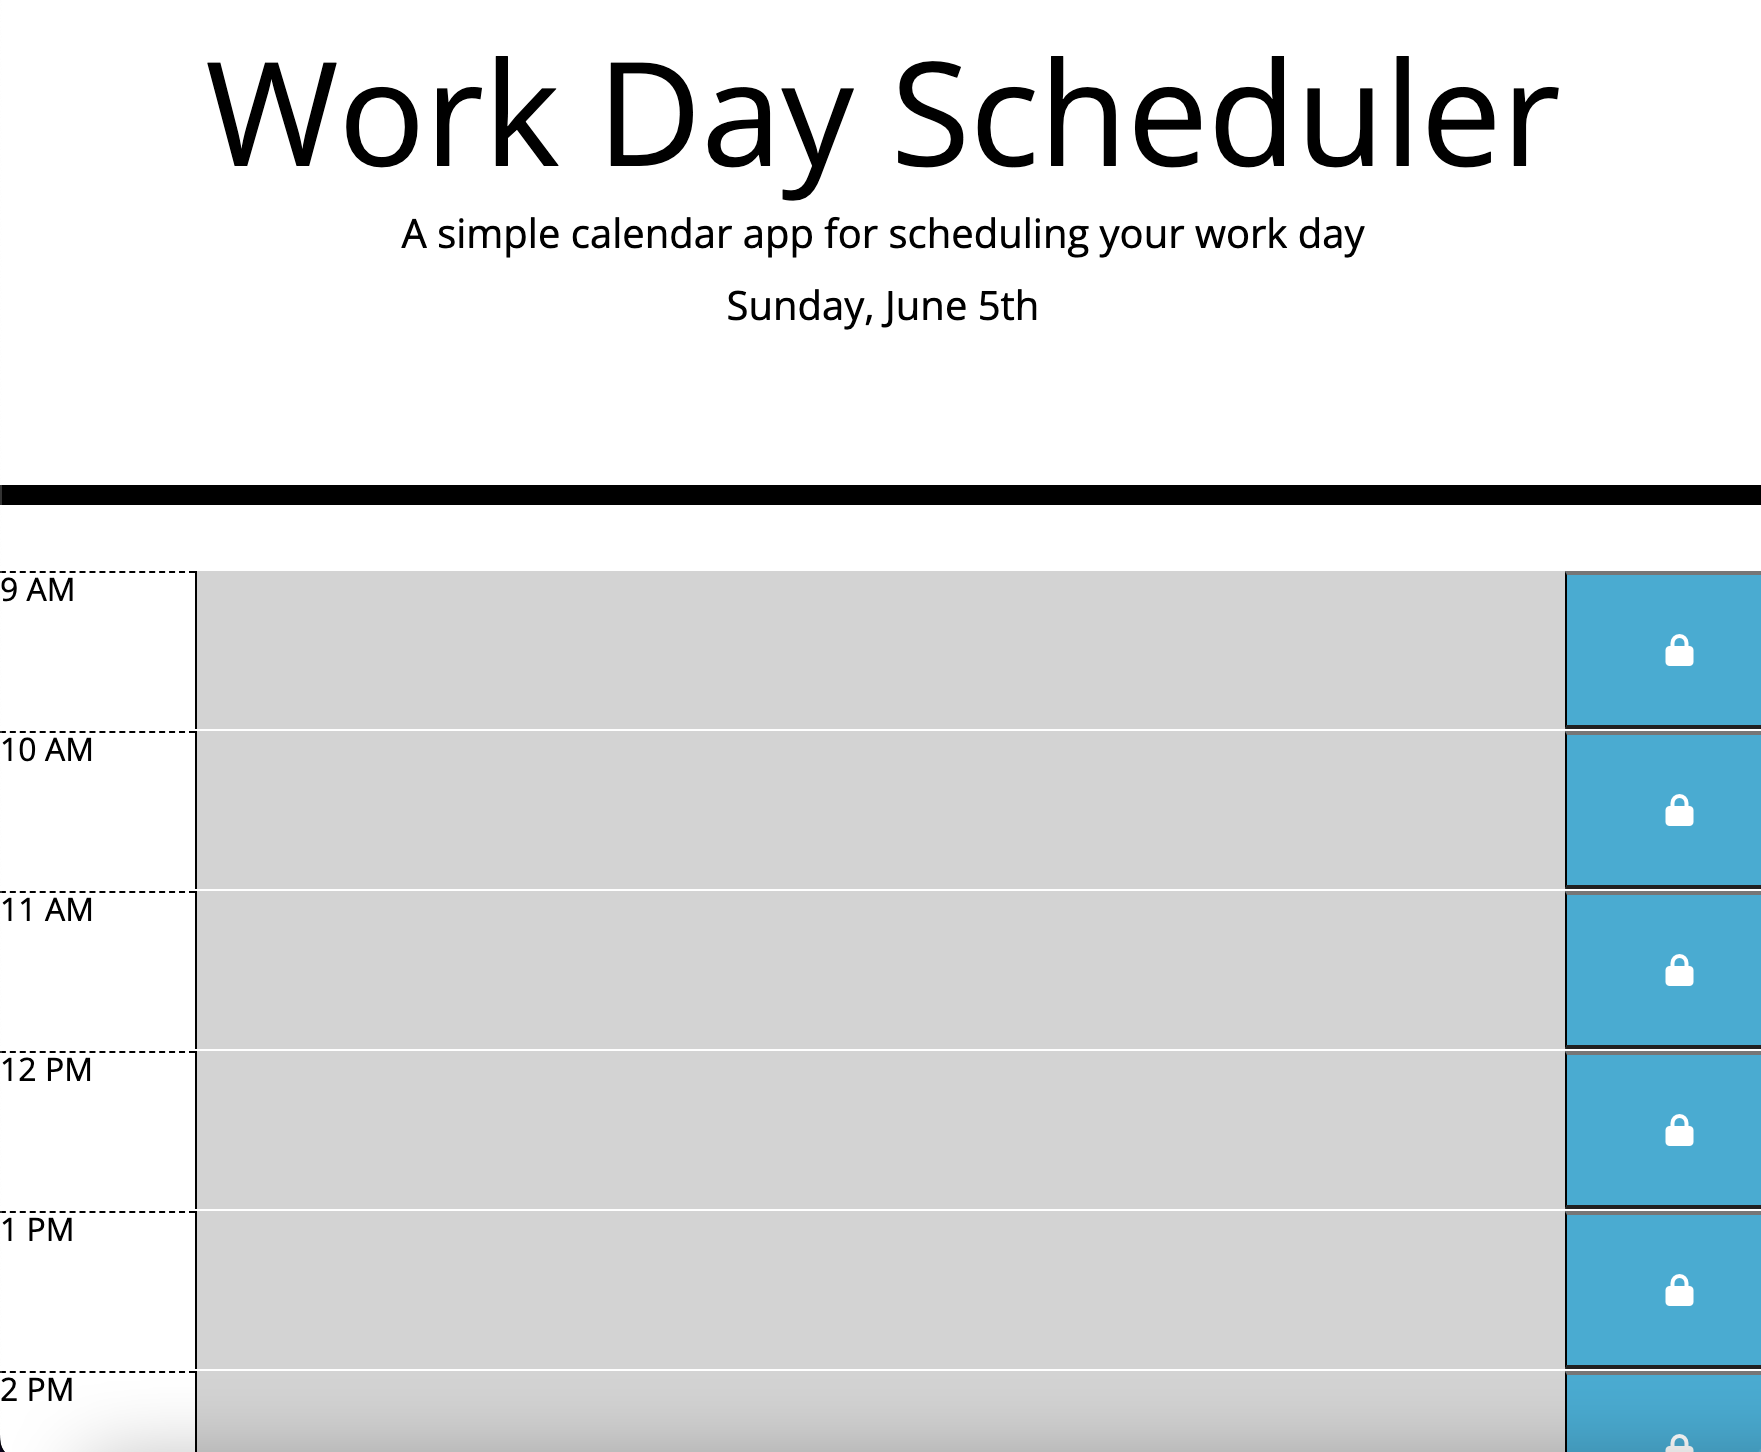 Work Day Scheduler
A simple calendar app for scheduling your work day
Sunday, June 5th
9 AM
10 AM
11 AM
12 PM
1 PM
2 PM